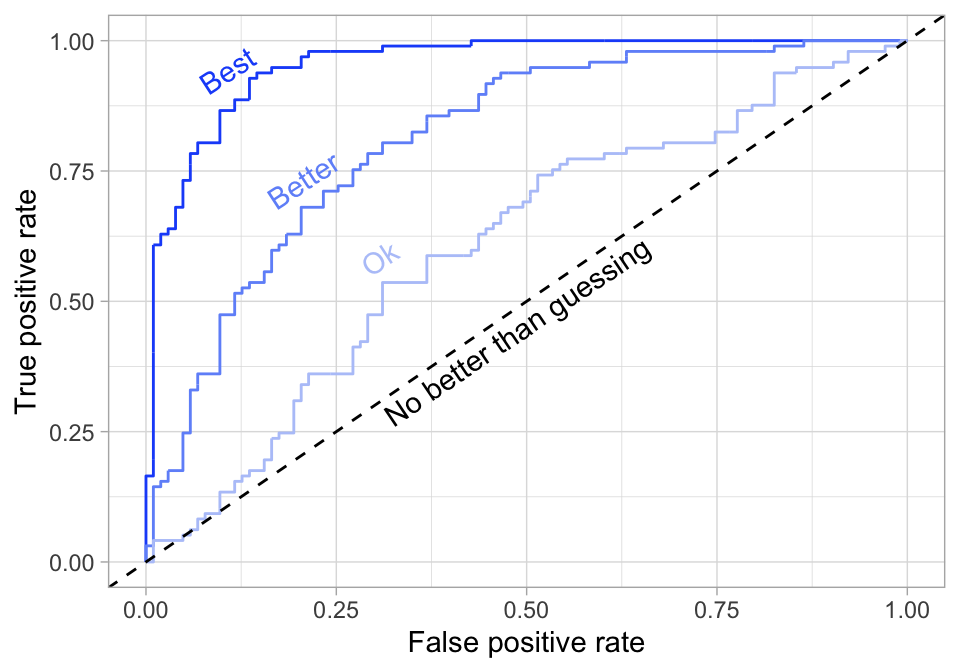 1.00
0.75
0.50
0.25
0.00
True positive rate
Best
Better
Ok
No better than guessing
0.00 0.25 0.50 0.75 1.00
False positive rate